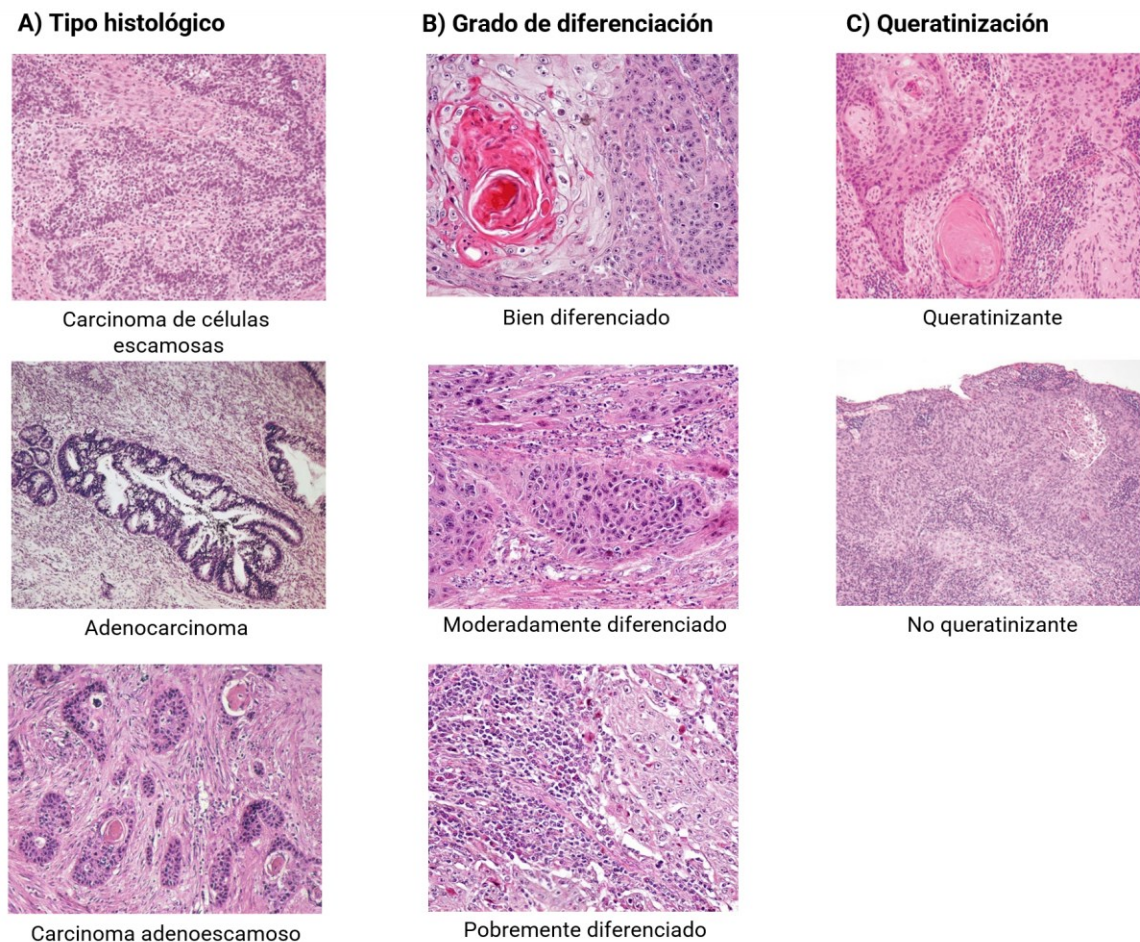 A) Tipo histológico
Carcinoma de células
escamosas
Adenocarcinoma
Carcinoma adenoescamoso
B) Grado de diferenciación
Bien diferenciado
Moderadamente diferenciado
Pobremente diferenciado
C) Queratinización
Queratinizante
No queratinizante